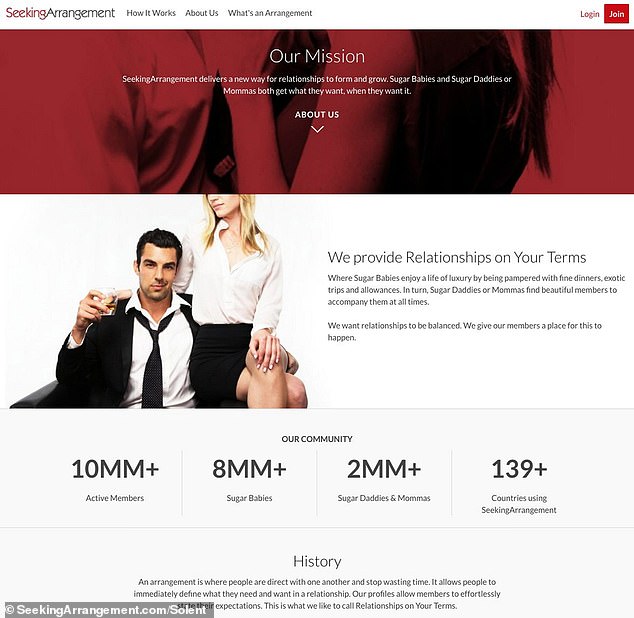 SeekingArrangement How It Works About Us What's an Arrangement Login Join
Our Mission
SeekingArrangement delivers a new way for relationships to form and grow. Sugar Babies and Sugar Daddies or
Mommas both get what they want, when they want it.
ABOUT US
We provide Relationships on Your Terms
Where Sugar Babies enjoy a life of luxury by being pampered with fine dinners, exotic
trips and allowances. In turn, Sugar Daddies or Mommas find beautiful members to
accompany them at all times.
We want relationships to be balanced. We give our members a place for this to
happen.
OUR COMMUNITY
10MM+ 8MM+ 2MM+ 139+
Active Members Sugar Babies Sugar Daddies & Mommas Countries using
SeekingArrangement
History
An arrangement is where people are direct with one another and stop wasting time. It allows people to
immediately define what they need and want in a relationship. Our profiles allow members to effortlessly
state their expectations. This is what we like to call Relationships on Your Terms.
© SeekingArrangement.com/Solent